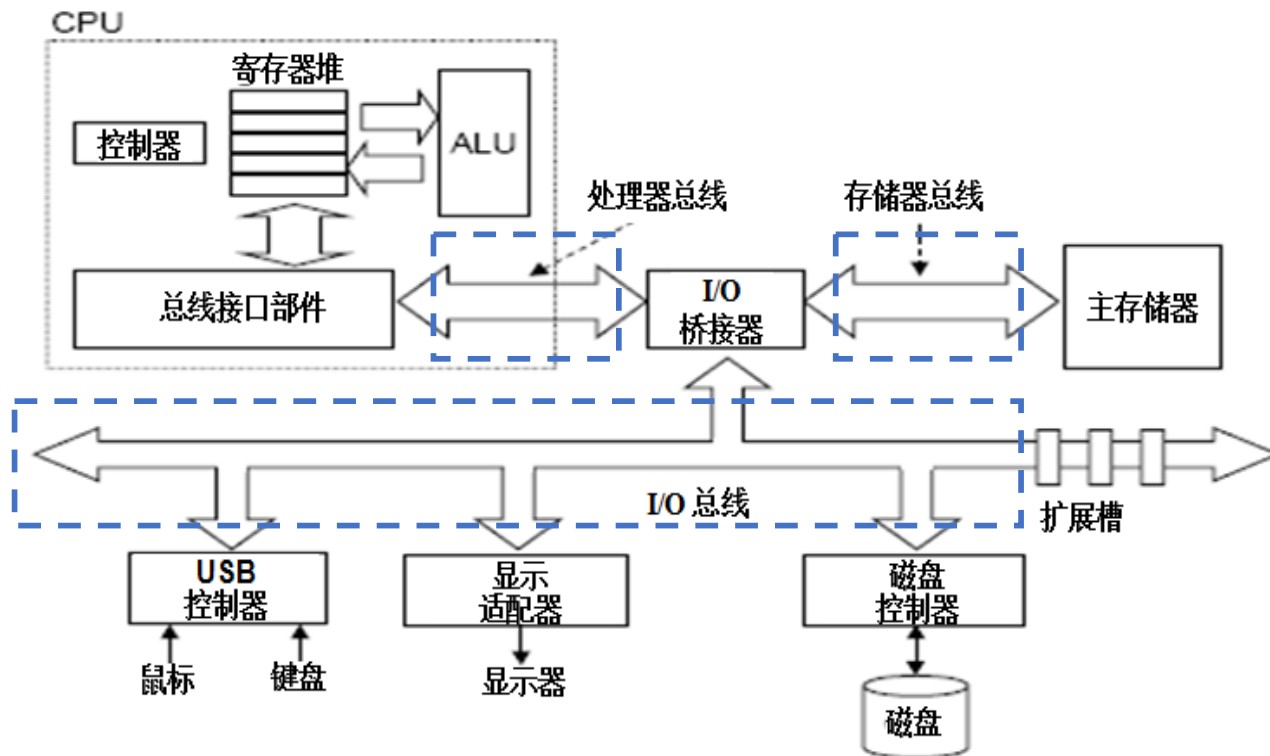 CPU
寄存器堆
控制器
ALU
处理器总线
存储器总线
总线接口部件
I/O
桥接器
主存储器
I/O 总线
扩展槽
USB
控制器
显示
适配器
磁盘
控制器
鼠标
键盘
显示器
磁盘